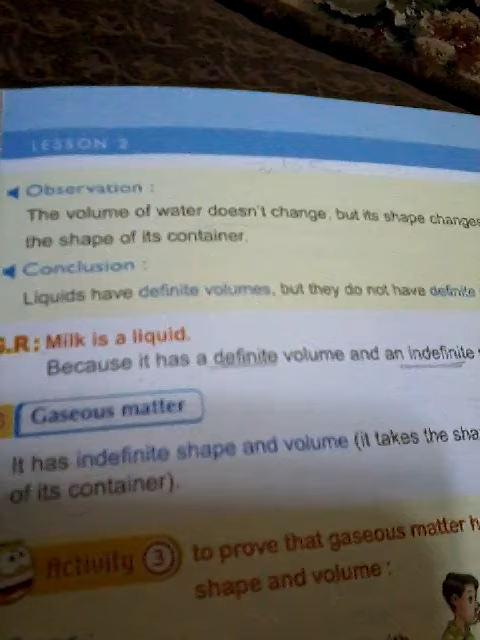 LESSON 2
Observation :
The volume of water doesn't change, but its shape changes
the shape of its container.
Conclusion :
Liquids have definite volumes, but they do not have definite
G.R: Milk is a liquid.
Because it has a definite volume and an indefinite
3 Gaseous matter
It has indefinite shape and volume (it takes the sha
of its container).
Activity 3 to prove that gaseous matter h
shape and volume :